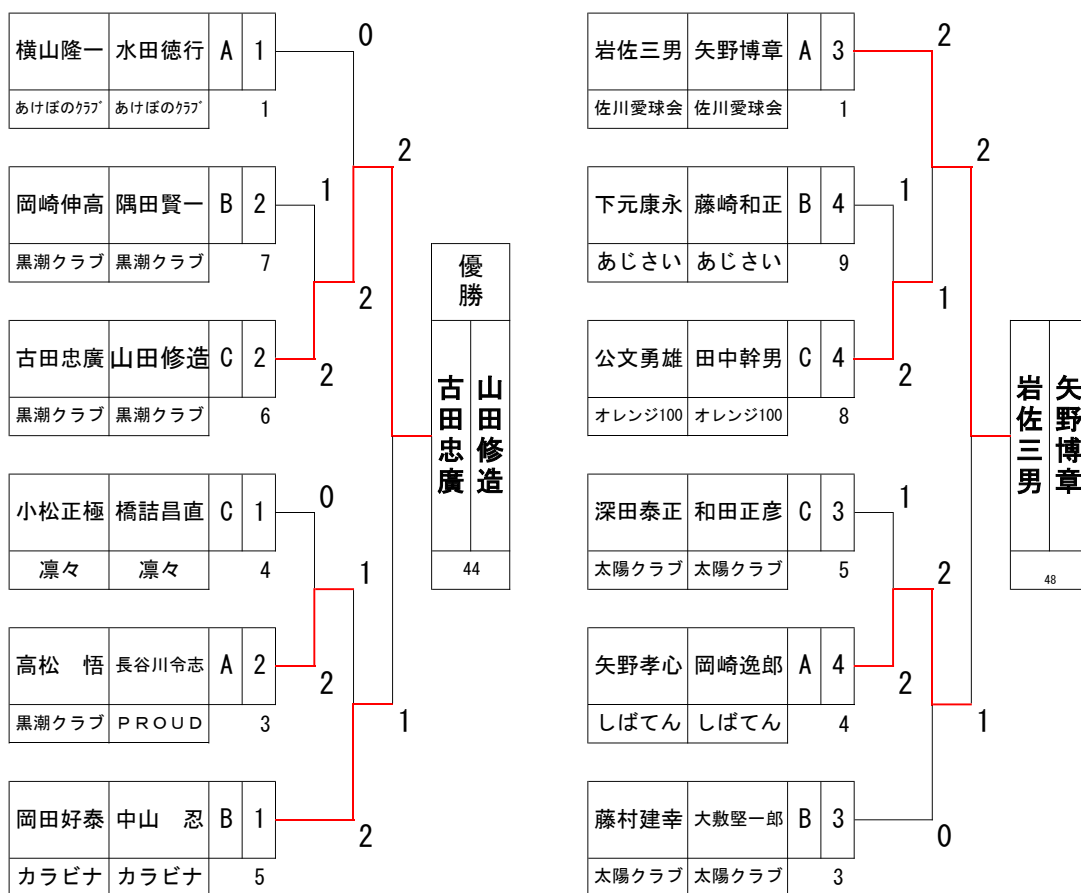 横山隆一 水田徳行 A 1
あけぼのクラブ あけぼのクラブ 1
0
岡崎伸高 隅田賢一 B 2
黒潮クラブ 黒潮クラブ 7
1
2
2
古田忠廣 山田修造 C 2
黒潮クラブ 黒潮クラブ 6
2
小松正極 橋詰昌直 C 1
凛々 凛々 4
0
1
高松 悟 長谷川令志 A 2
黒潮クラブ PROUD 3
2
1
岡田好泰 中山 忍 B 1
カラビナ カラビナ 5
2
優勝
古田忠廣
山田修造
44
岩佐三男 矢野博章 A 3
佐川愛球会 佐川愛球会 1
2
2
下元康永 藤崎和正 B 4
あじさい あじさい 9
1
1
公文勇雄 田中幹男 C 4
オレンジ100 オレンジ100 8
2
深田泰正 和田正彦 C 3
太陽クラブ 太陽クラブ 5
1
2
矢野孝心 岡崎逸郎 A 4
しばてん しばてん 4
2
1
藤村建幸 大敷堅一郎 B 3
太陽クラブ 太陽クラブ 3
0
岩佐三男
矢野博章
48